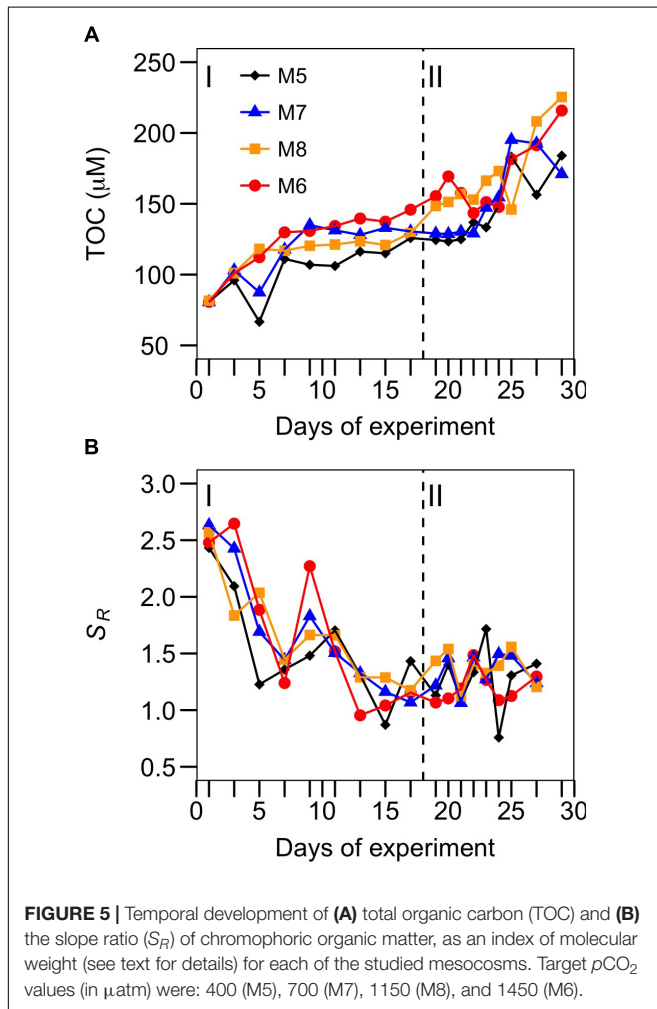 A
I
II
M5
M7
M8
M6
250
200
150
100
50
TOC (μM)
0 5 10 15 20 25 30
Days of experiment
B
I
II
3.0
2.5
2.0
1.5
1.0
0.5
S_R
0 5 10 15 20 25 30
Days of experiment
FIGURE 5 | Temporal development of (A) total organic carbon (TOC) and (B)
the slope ratio (S_R) of chromophoric organic matter, as an index of molecular
weight (see text for details) for each of the studied mesocosms. Target pCO₂
values (in μatm) were: 400 (M5), 700 (M7), 1150 (M8), and 1450 (M6).